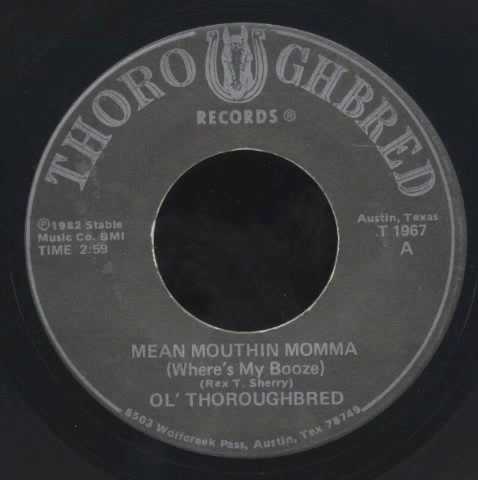 THOROUGHBRED
RECORDS ®
℗1982 Stable
Music Co. BMI
TIME 2:59
Austin, Texas
T 1967
A
MEAN MOUTHIN MOMMA
(Where's My Booze)
(Rex T. Sherry)
OL' THOROUGHBRED
6503 Wolfcreek Pass, Austin, Tex 78749